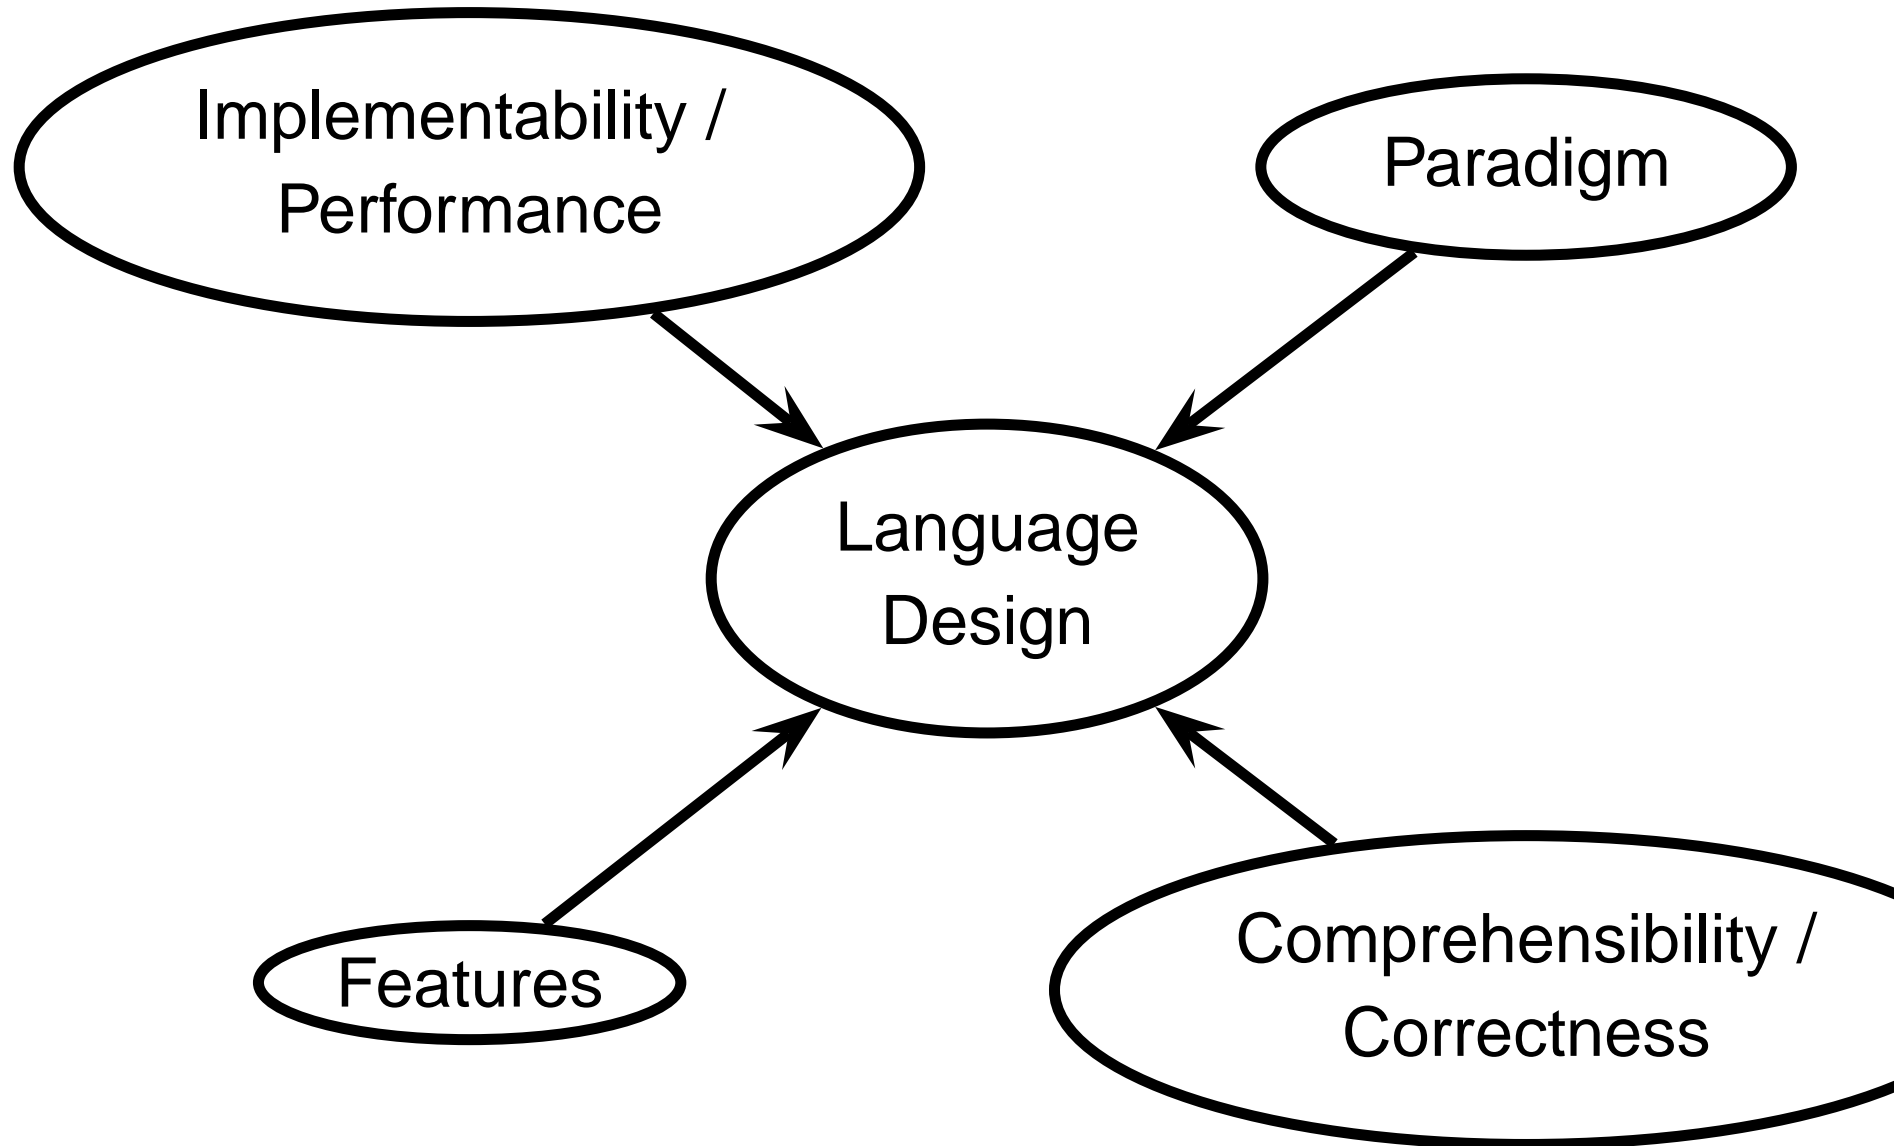 Implementability /
Performance
Paradigm
Language
Design
Features
Comprehensibility /
Correctness